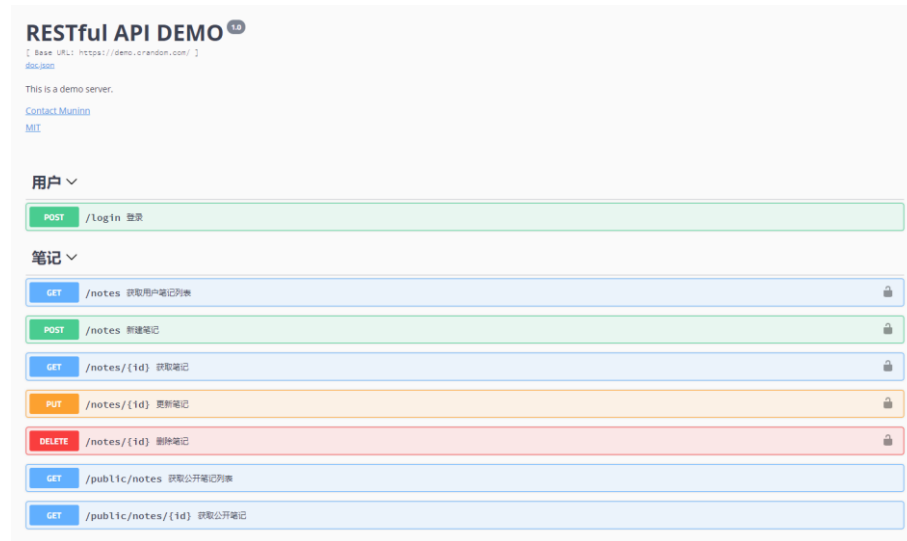 RESTful API DEMO 1.0
[ Base URL: https://demo.crandom.com/ ]
doc.json
This is a demo server.
Contact Muninn
MIT
用户
POST /login 登录
笔记
GET /notes 获取用户笔记列表
POST /notes 新建笔记
GET /notes/{id} 获取笔记
PUT /notes/{id} 更新笔记
DELETE /notes/{id} 删除笔记
GET /public/notes 获取公开笔记列表
GET /public/notes/{id} 获取公开笔记